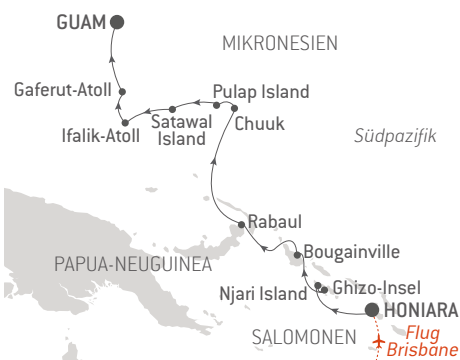 GUAM
MIKRONESIEN
Gaferut-Atoll
Pulap Island
Ifalik-Atoll
Satawal
Island
Chuuk
Südpazifik
Rabaul
Bougainville
PAPUA-NEUGUINEA
Njari Island
Ghizo-Insel
HONIARA
SALOMONEN
Flug
Brisbane